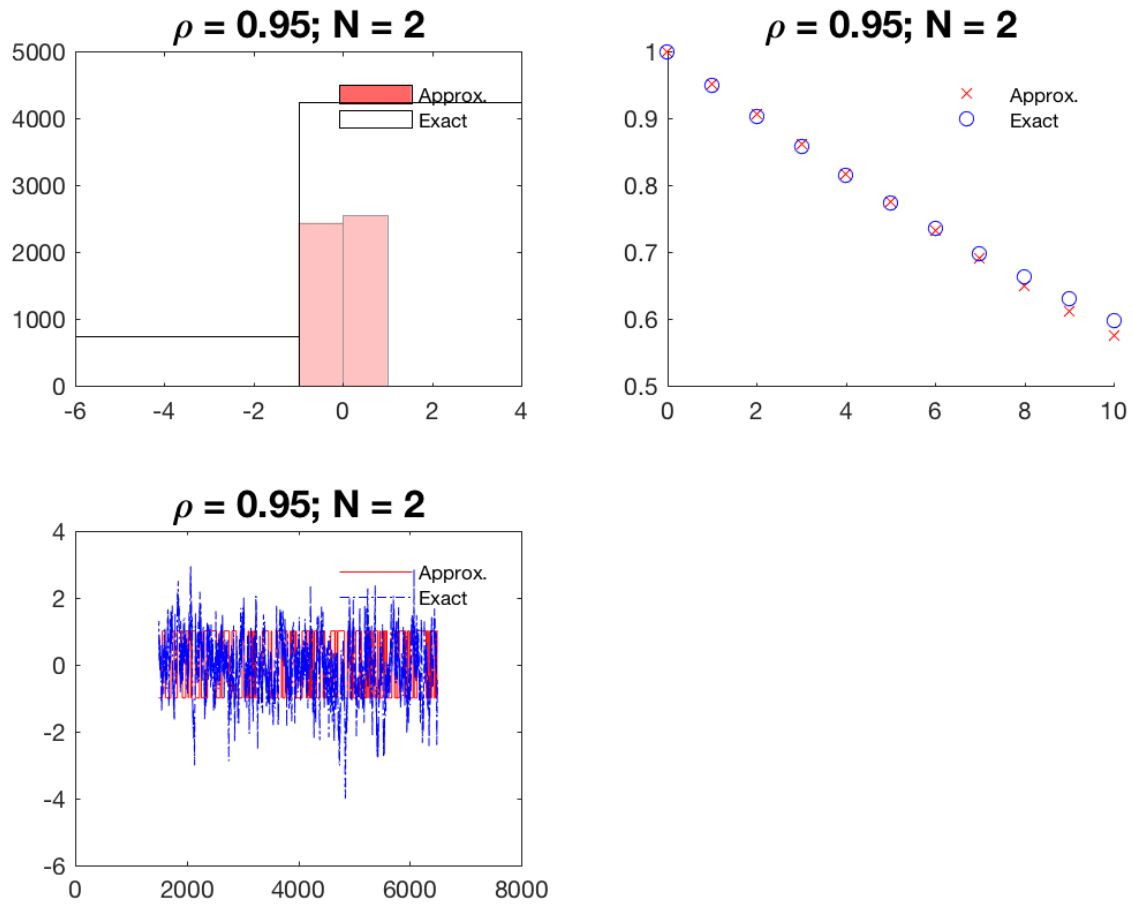 ρ = 0.95; N = 2
5000
4000
3000
2000
1000
0
-6 -4 -2 0 2 4
Approx.
Exact
ρ = 0.95; N = 2
1
0.9
0.8
0.7
0.6
0.5
0 2 4 6 8 10
Approx.
Exact
ρ = 0.95; N = 2
4
2
0
-2
-4
-6
0 2000 4000 6000 8000
Approx.
Exact